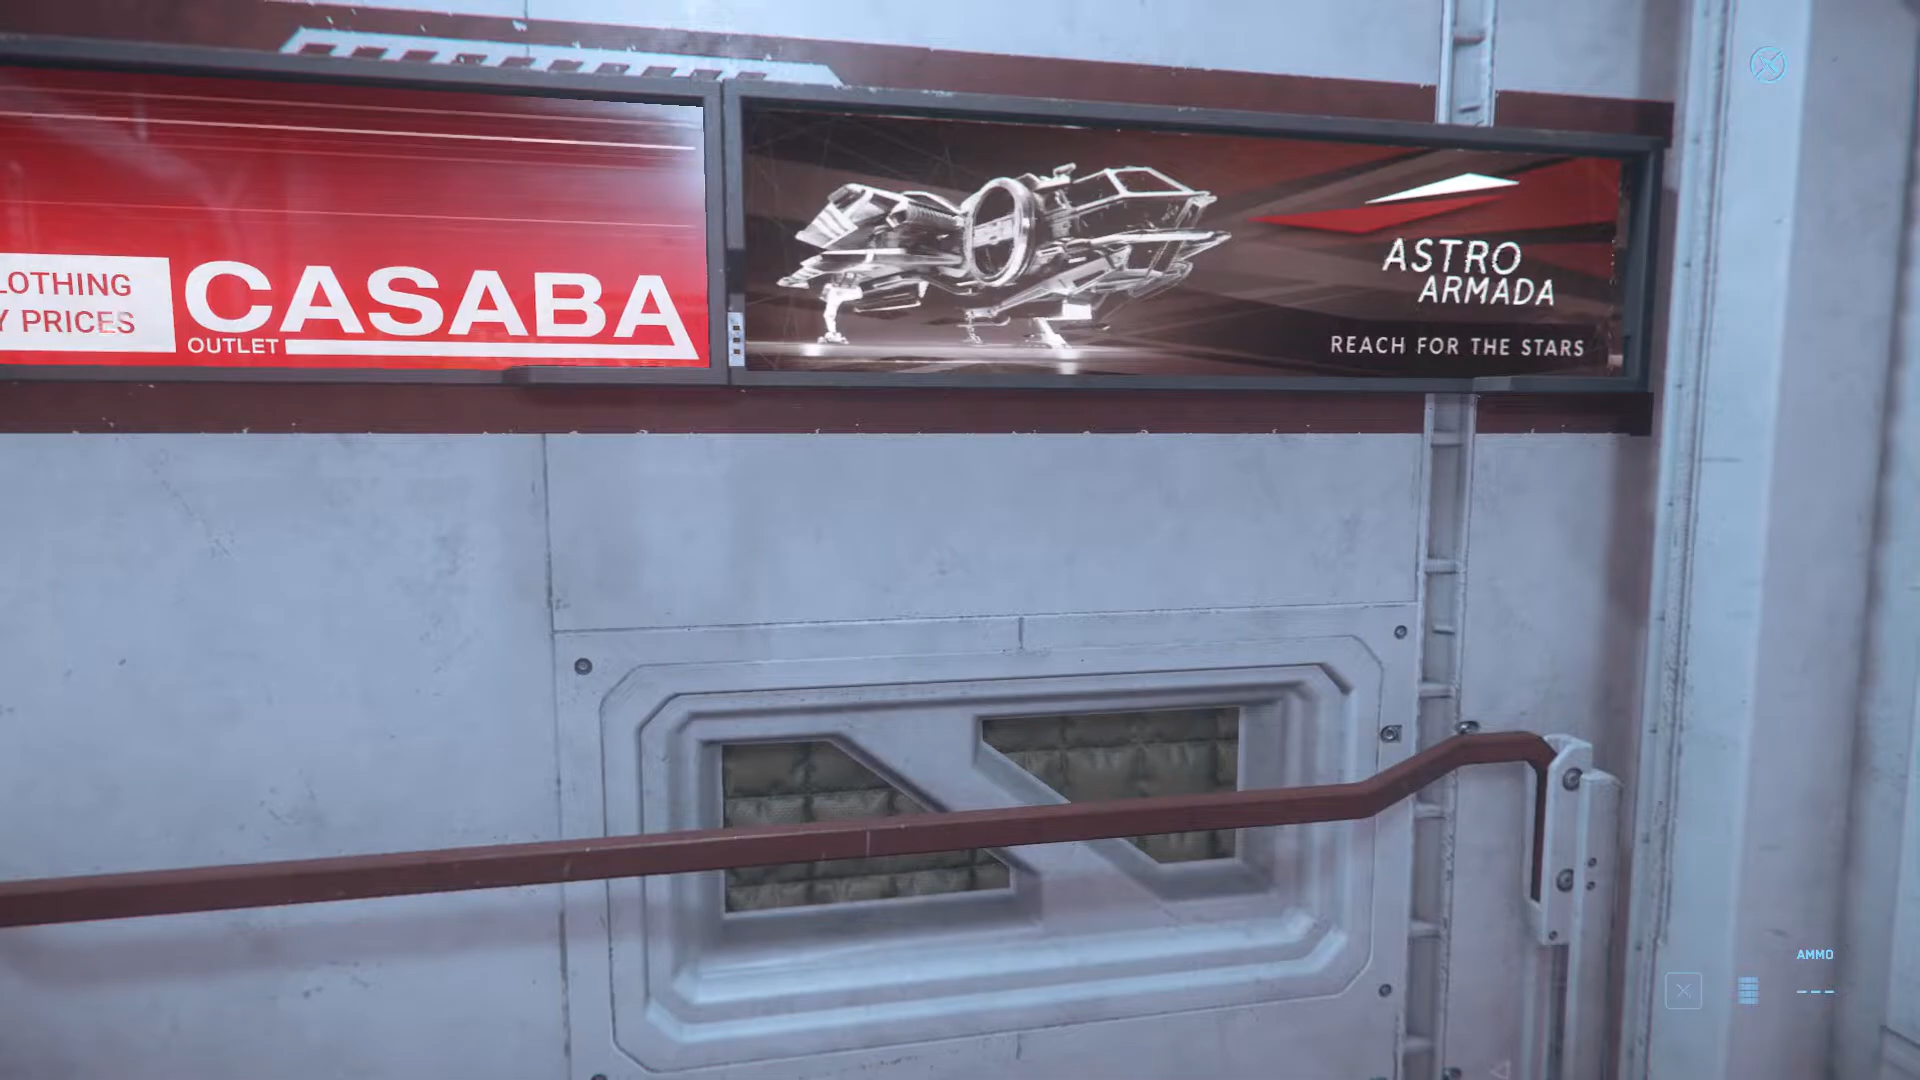 LOTHING
Y PRICES
CASABA
OUTLET
ASTRO
ARMADA
REACH FOR THE STARS
AMMO
---